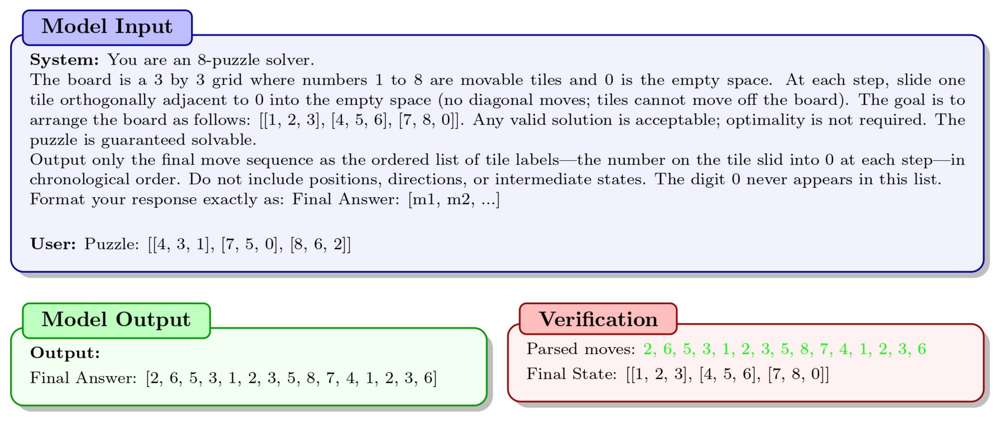 Model Input
System: You are an 8-puzzle solver.
The board is a 3 by 3 grid where numbers 1 to 8 are movable tiles and 0 is the empty space. At each step, slide one
tile orthogonally adjacent to 0 into the empty space (no diagonal moves; tiles cannot move off the board). The goal is to
arrange the board as follows: [[1, 2, 3], [4, 5, 6], [7, 8, 0]]. Any valid solution is acceptable; optimality is not required. The
puzzle is guaranteed solvable.
Output only the final move sequence as the ordered list of tile labels—the number on the tile slid into 0 at each step—in
chronological order. Do not include positions, directions, or intermediate states. The digit 0 never appears in this list.
Format your response exactly as: Final Answer: [m1, m2, ...]
User: Puzzle: [[4, 3, 1], [7, 5, 0], [8, 6, 2]]
Model Output
Output:
Final Answer: [2, 6, 5, 3, 1, 2, 3, 5, 8, 7, 4, 1, 2, 3, 6]
Verification
Parsed moves: 2, 6, 5, 3, 1, 2, 3, 5, 8, 7, 4, 1, 2, 3, 6
Final State: [[1, 2, 3], [4, 5, 6], [7, 8, 0]]